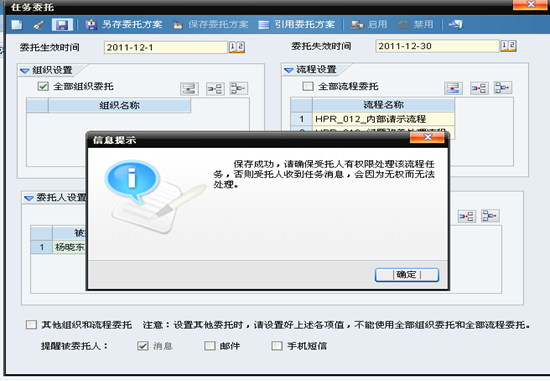 任务委托
另存委托方案 保存委托方案 引用委托方案 启用 禁用
委托生效时间 2011-12-1 委托失效时间 2011-12-30
组织设置 流程设置
全部组织委托 全部流程委托
组织名称 流程名称
1 HPR_012_内部请示流程
信息提示
保存成功，请确保受托人有权限处理该流程任
务，否则受托人收到任务消息，会因为无权而无法
处理。
确定
委托人设置
1 杨晓东
其他组织和流程委托 注意：设置其他委托时，请设置好上述各项值，不能使用全部组织委托和全部流程委托。
提醒被委托人： 消息 邮件 手机短信